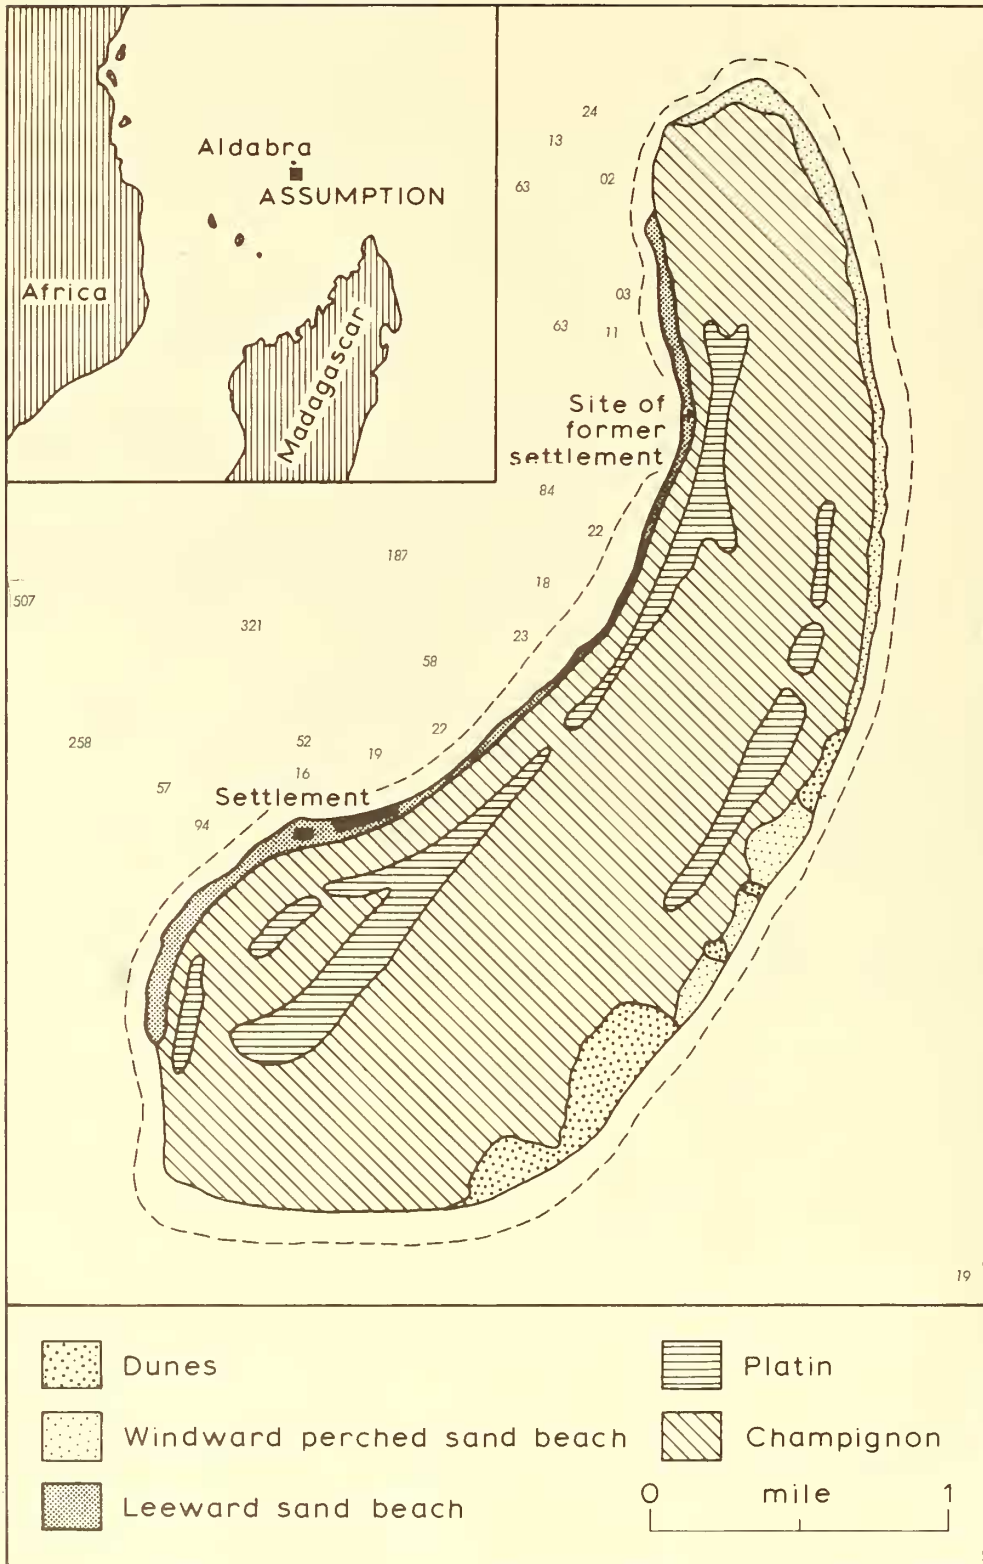 Aldabra
ASSUMPTION
Africa
Madagascar
24
13
63
02
03
63
11
Site of
former
settlement
84
22
187
18
507
321
23
58
22
258
52
19
16
57
Settlement
94
19
Dunes
Platin
Windward perched sand beach
Champignon
Leeward sand beach
0 mile 1